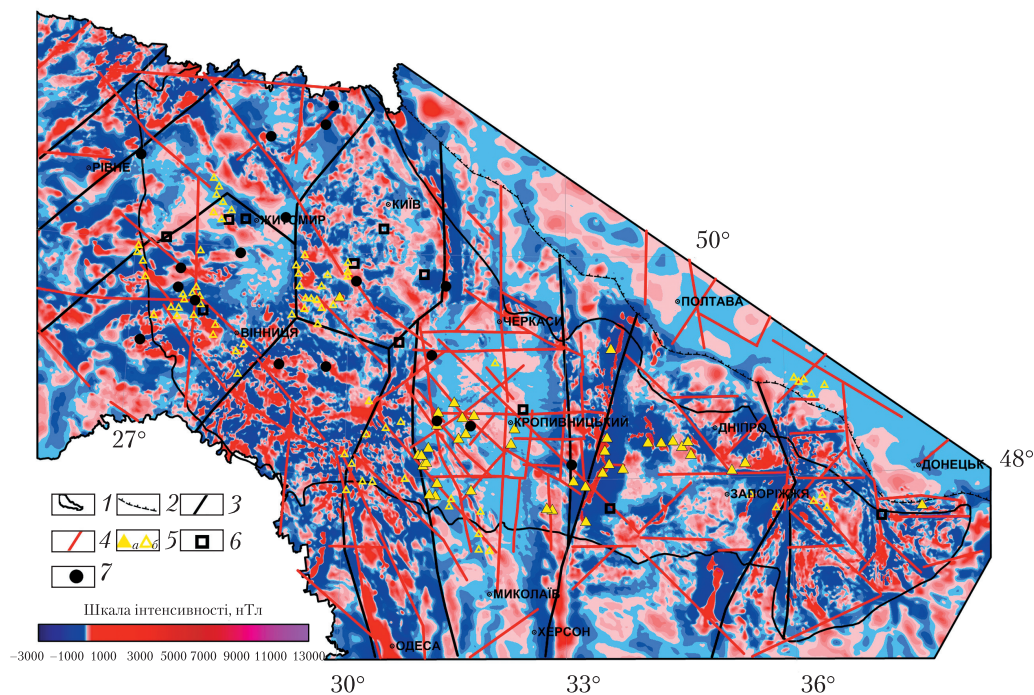 РІВНЕ
КИЇВ
ЖИТОМИР
50°
ПОЛТАВА
ЧЕРКАСИ
ВІННИЦЯ
27°
КРОПИВНИЦЬКИЙ
ДНІПРО
48°
ДОНЕЦЬК
ЗАПОРІЖЖЯ
1 2 3
4 а б 5 6
7
МИКОЛАЇВ
Шкала інтенсивності, нТл
ХЕРСОН
ОДЕСА
−3000 −1000 1000 3000 5000 7000 9000 11000 13000
30° 33° 36°